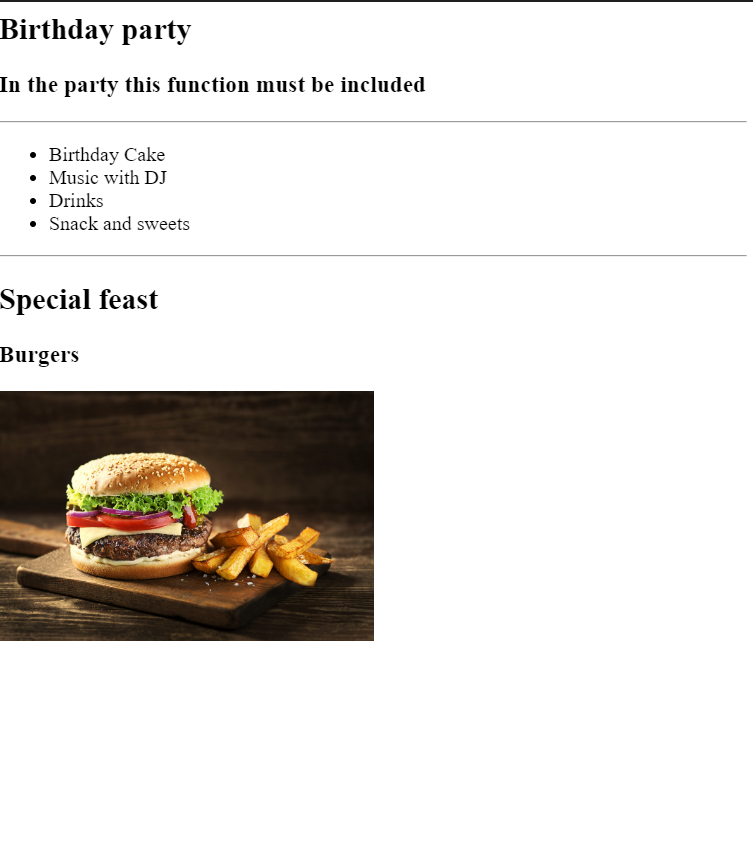 Birthday party
In the party this function must be included
Birthday Cake
Music with DJ
Drinks
Snack and sweets
Special feast
Burgers